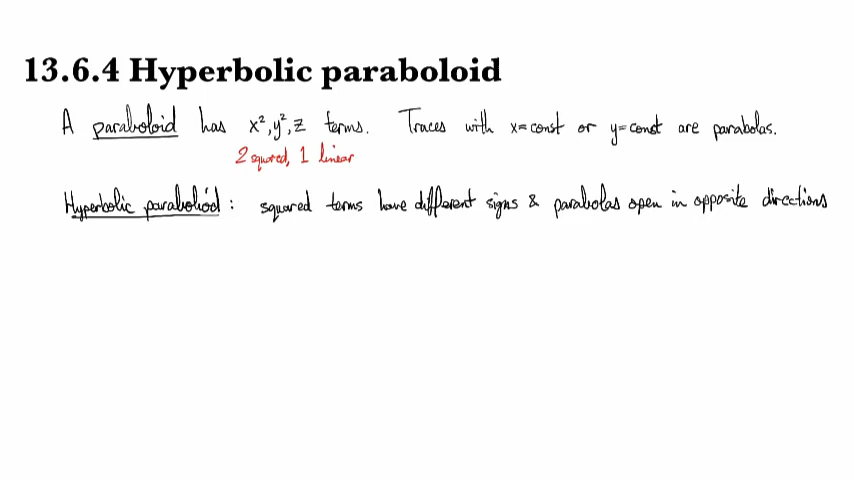 13.6.4 Hyperbolic paraboloid
A paraboloid has x²,y²,z terms. Traces with x=const or y=const are parabolas.
2 squared, 1 linear
Hyperbolic paraboloid: squared terms have different signs & parabolas open in opposite directions